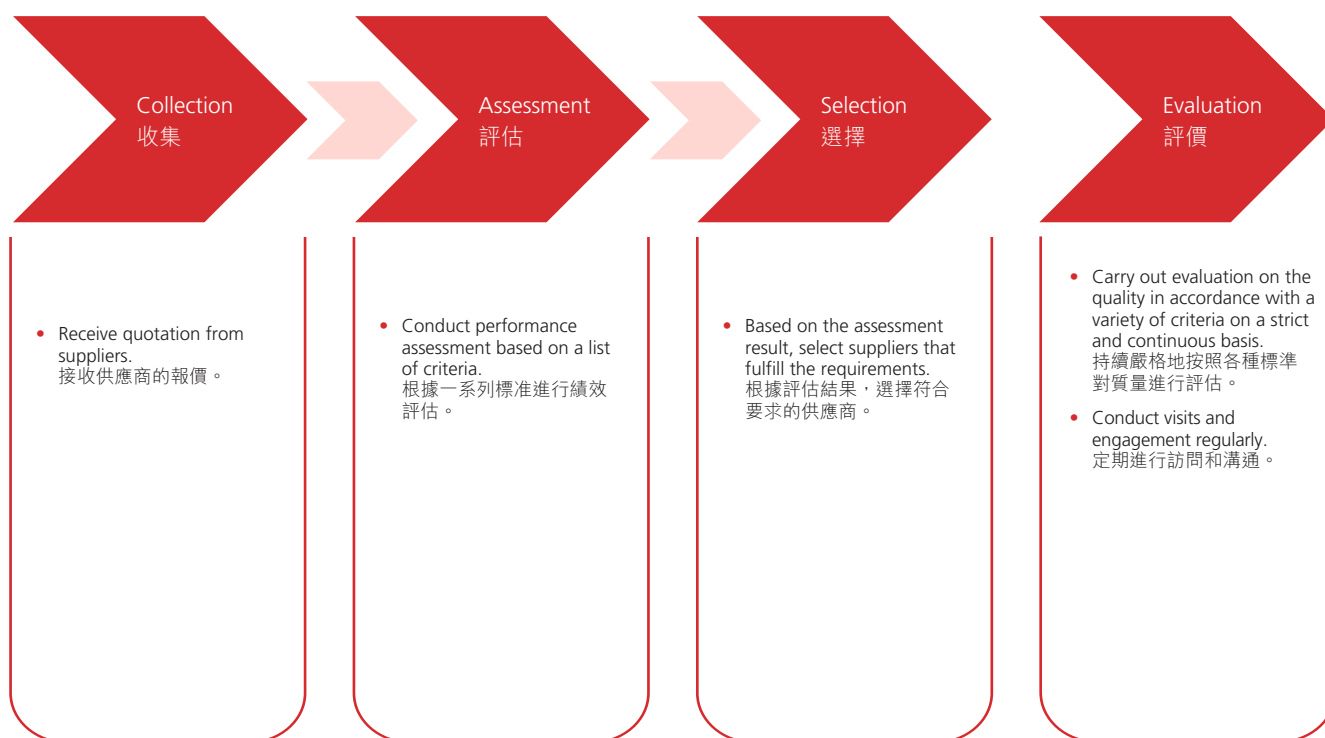 Collection
收集
Assessment
評估
Selection
選擇
Evaluation
評價
Receive quotation from
suppliers.
接收供應商的報價。
Conduct performance
assessment based on a list
of criteria.
根據一系列標准進行績效
評估。
Based on the assessment
result, select suppliers that
fulfill the requirements.
根據評估結果，選擇符合
要求的供應商。
Carry out evaluation on the
quality in accordance with a
variety of criteria on a strict
and continuous basis.
持續嚴格地按照各種標準
對質量進行評估。
Conduct visits and
engagement regularly.
定期進行訪問和溝通。